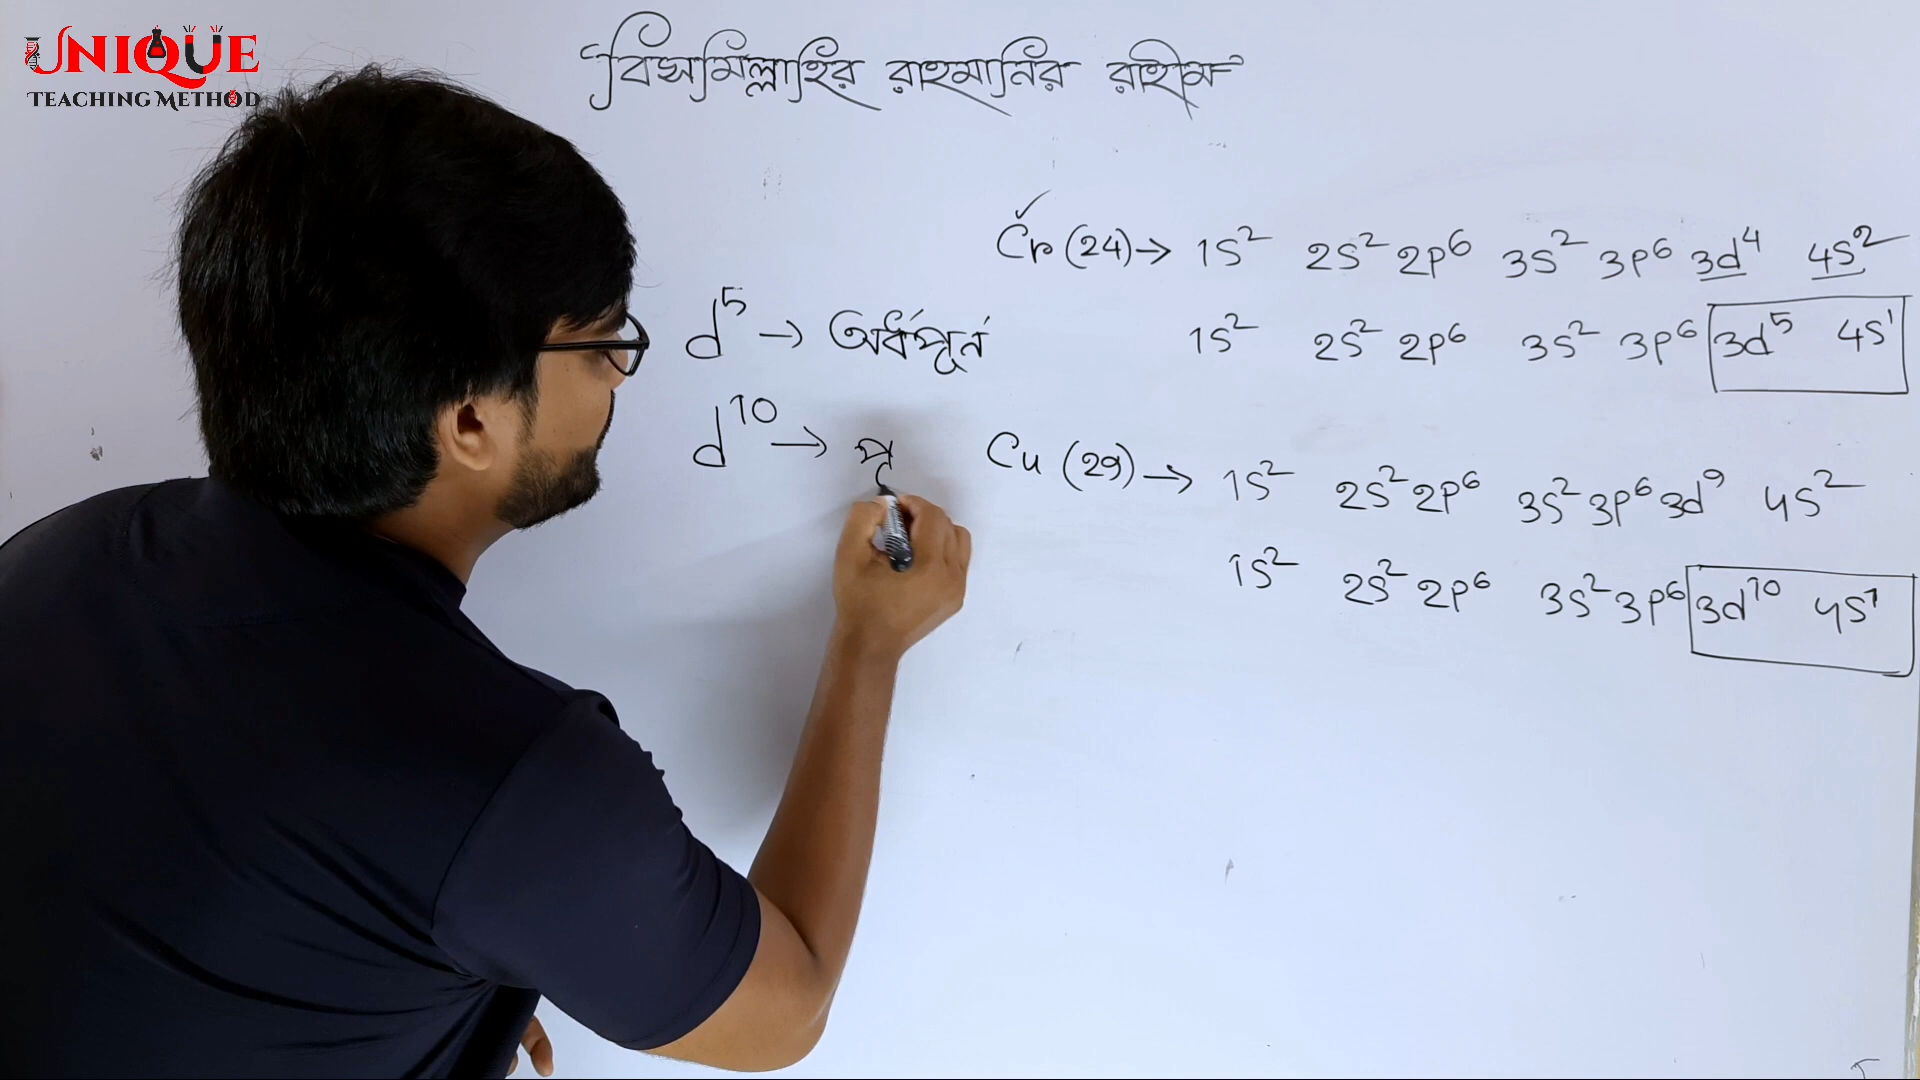 UNIQUE
TEACHING METHOD
বিসমিল্লাহির রাহমানির রাহীম
Cr (24) → 1s² 2s² 2p⁶ 3s² 3p⁶ 3d⁴ 4s²
d⁵ → অর্ধপূর্ন 1s² 2s² 2p⁶ 3s² 3p⁶ 3d⁵ 4s¹
d¹⁰ → পূ Cu (29) → 1s² 2s² 2p⁶ 3s² 3p⁶ 3d⁹ 4s²
1s² 2s² 2p⁶ 3s² 3p⁶ 3d¹⁰ 4s¹